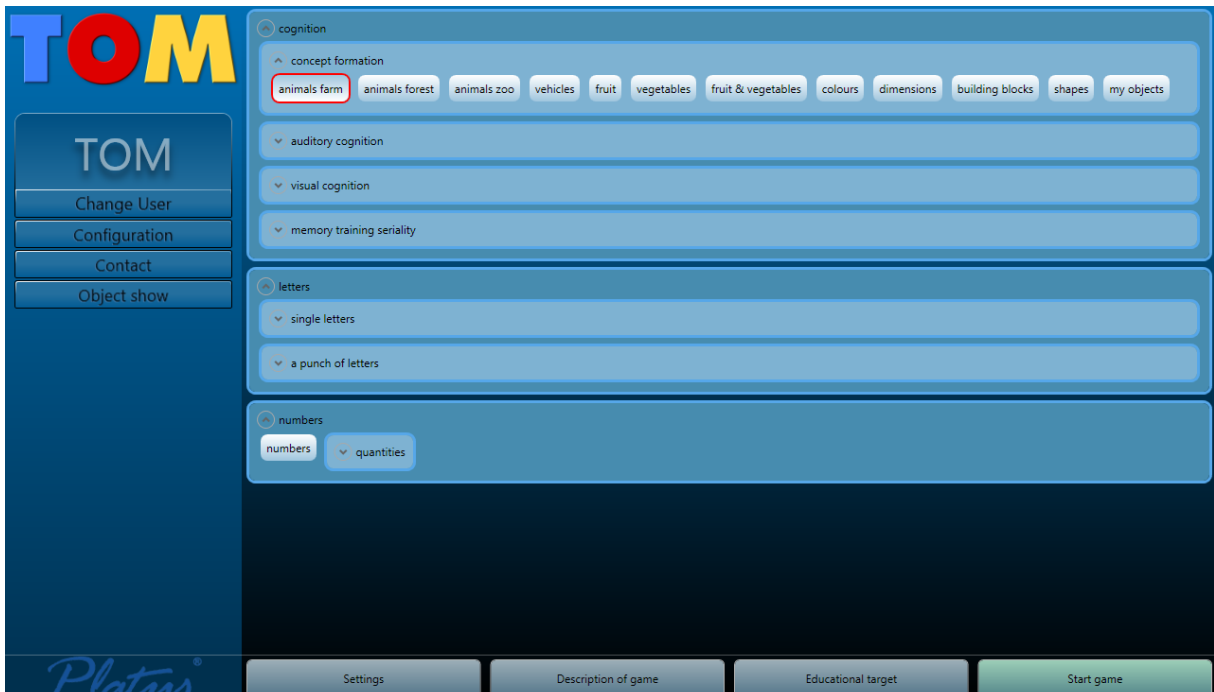 TOM
TOM
Change User
Configuration
Contact
Object show
Platus®
cognition
concept formation
animals farm animals forest animals zoo vehicles fruit vegetables fruit & vegetables colours dimensions building blocks shapes my objects
auditory cognition
visual cognition
memory training seriality
letters
single letters
a punch of letters
numbers
numbers quantities
Settings Description of game Educational target Start game